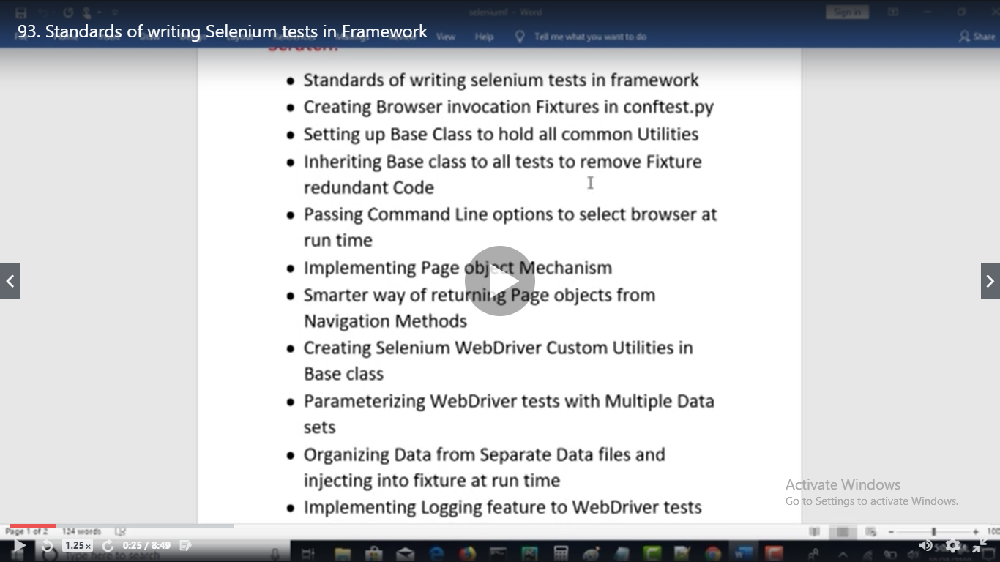 seleniumf - Word
Sign in
93. Standards of writing Selenium tests in Framework
View
Help
Tell me what you want to do
Share
Standards of writing selenium tests in framework
Creating Browser invocation Fixtures in conftest.py
Setting up Base Class to hold all common Utilities
Inheriting Base class to all tests to remove Fixture
redundant Code
Passing Command Line options to select browser at
run time
Implementing Page object Mechanism
Smarter way of returning Page objects from
Navigation Methods
Creating Selenium WebDriver Custom Utilities in
Base class
Parameterizing WebDriver tests with Multiple Data
sets
Organizing Data from Separate Data files and
injecting into fixture at run time
Implementing Logging feature to WebDriver tests
Activate Windows
Go to Settings to activate Windows.
Page 1 of 2
124 words
100
1.25x
0:25 / 8:49
Type here to search